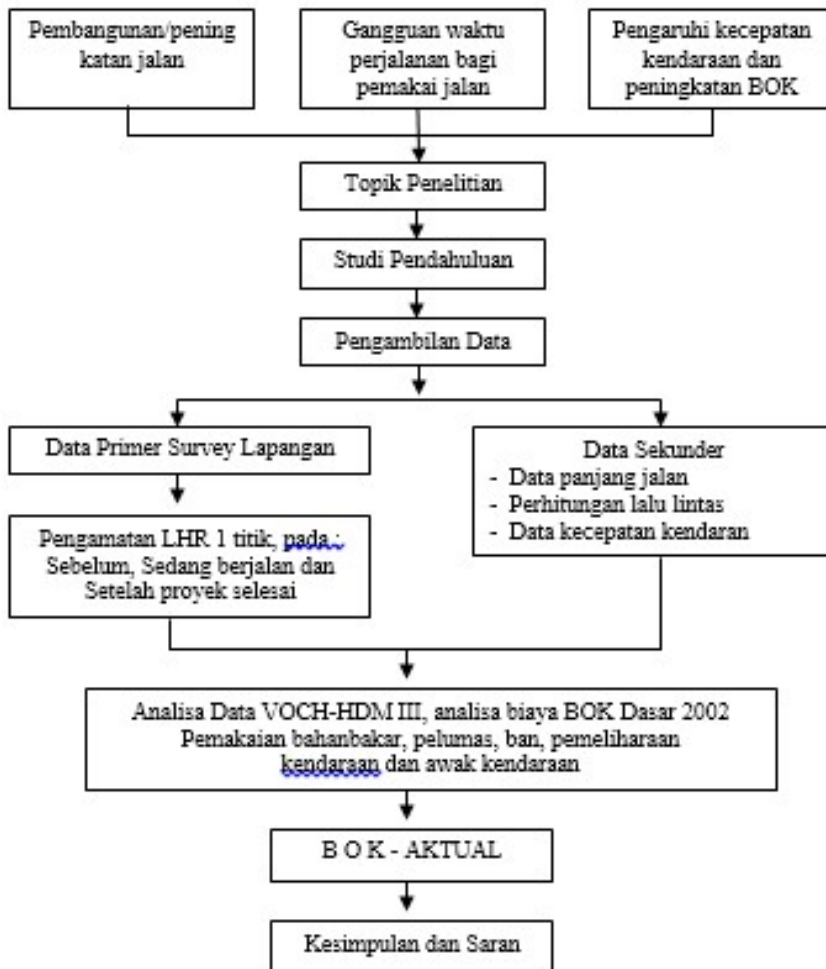 Pembangunan/pening
katan jalan
Gangguan waktu
perjalanan bagi
pemakai jalan
Pengaruhi kecepatan
kendaraan dan
peningkatan BOK
Topik Penelitian
Studi Pendahuluan
Pengambilan Data
Data Primer Survey Lapangan
Pengamatan LHR 1 titik, pada :
Sebelum, Sedang berjalan dan
Setelah proyek selesai
Data Sekunder
- Data panjang jalan
- Perhitungan lalu lintas
- Data kecepatan kendaran
Analisa Data VOCH-HDM III, analisa biaya BOK Dasar 2002
Pemakaian bahanbakar, pelumas, ban, pemeliharaan
kendaraan dan awak kendaraan
B O K - AKTUAL
Kesimpulan dan Saran